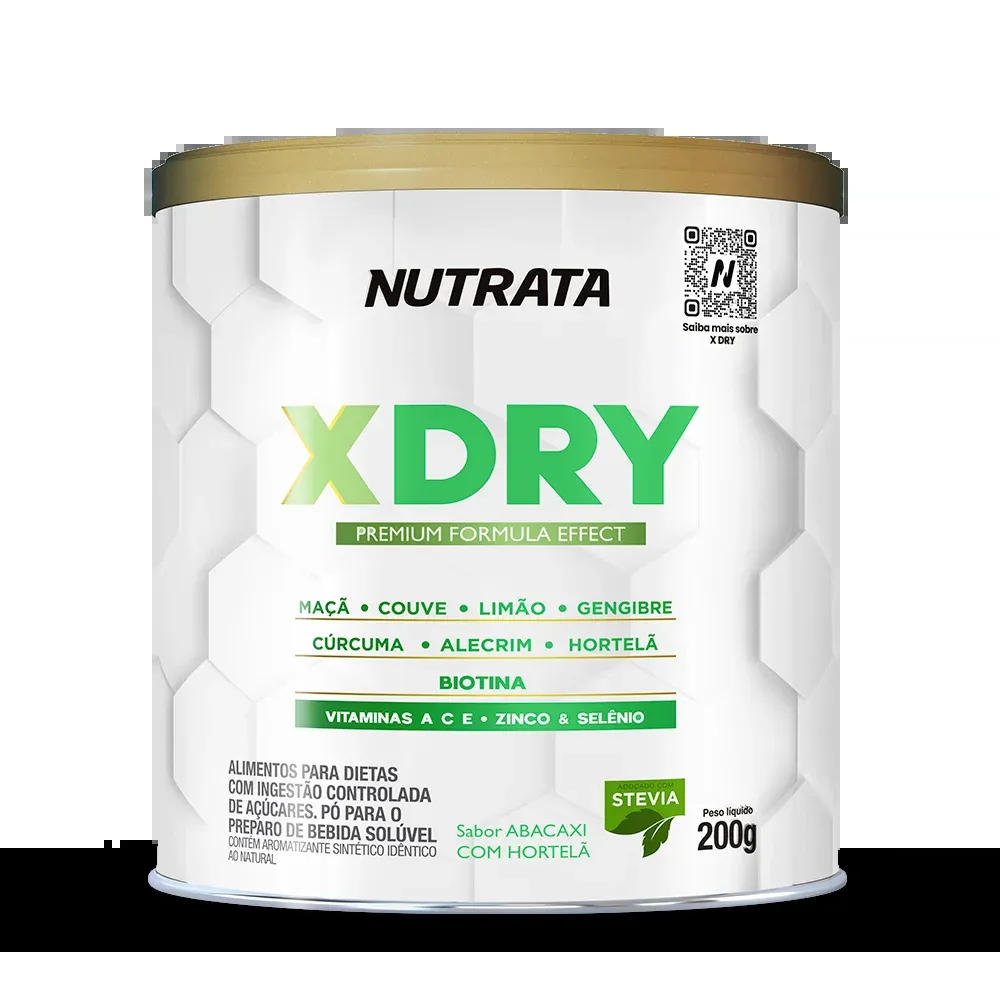 NUTRATA
Saiba mais sobre
X DRY
XDRY
PREMIUM FORMULA EFFECT
MAÇÃ • COUVE • LIMÃO • GENGIBRE
CÚRCUMA • ALECRIM • HORTELÃ
BIOTINA
VITAMINAS A C E • ZINCO & SELÊNIO
ALIMENTOS PARA DIETAS
COM INGESTÃO CONTROLADA
DE AÇÚCARES. PÓ PARA O
PREPARO DE BEBIDA SOLÚVEL
CONTÉM AROMATIZANTE SINTÉTICO IDÊNTICO
AO NATURAL
Sabor ABACAXI
COM HORTELÃ
ADOÇADO COM
STEVIA
Peso líquido
200g